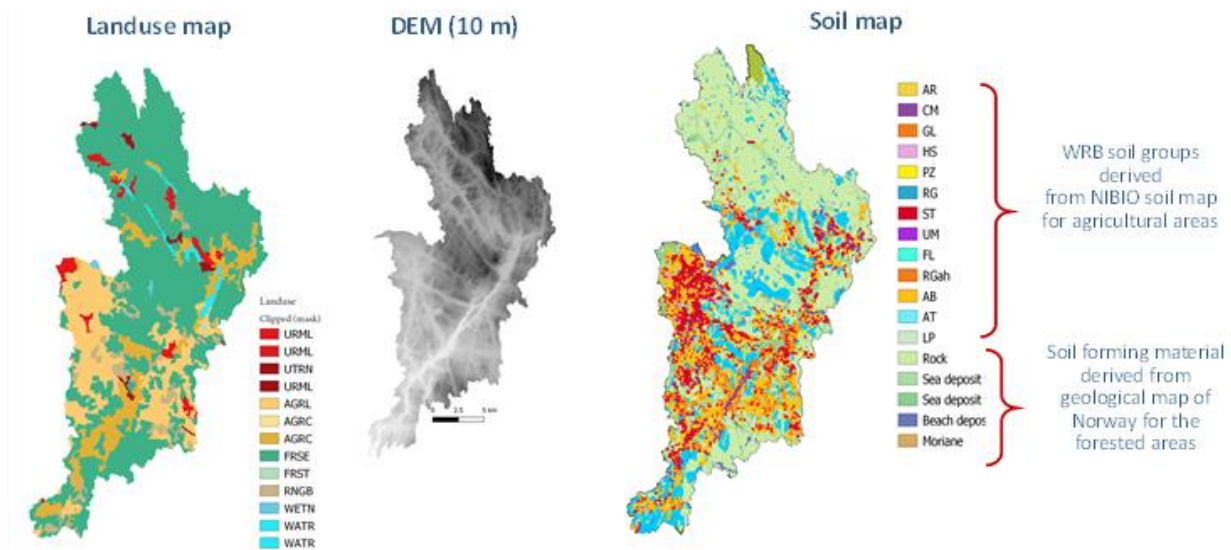 Landuse map
DEM (10 m)
Soil map
Landuse
Clipped (mask)
URML
URML
UTRN
URML
AGRL
AGRC
AGRC
FRSE
FRST
RNGB
WETN
WATR
WATR
0 2.5 5 km
AR
CM
GL
HS
PZ
RG
ST
UM
FL
RGah
AB
AT
LP
Rock
Sea deposit
Sea deposit
Beach depos
Moriane
WRB soil groups
derived
from NIBIO soil map
for agricultural areas
Soil forming material
derived from
geological map of
Norway for the
forested areas